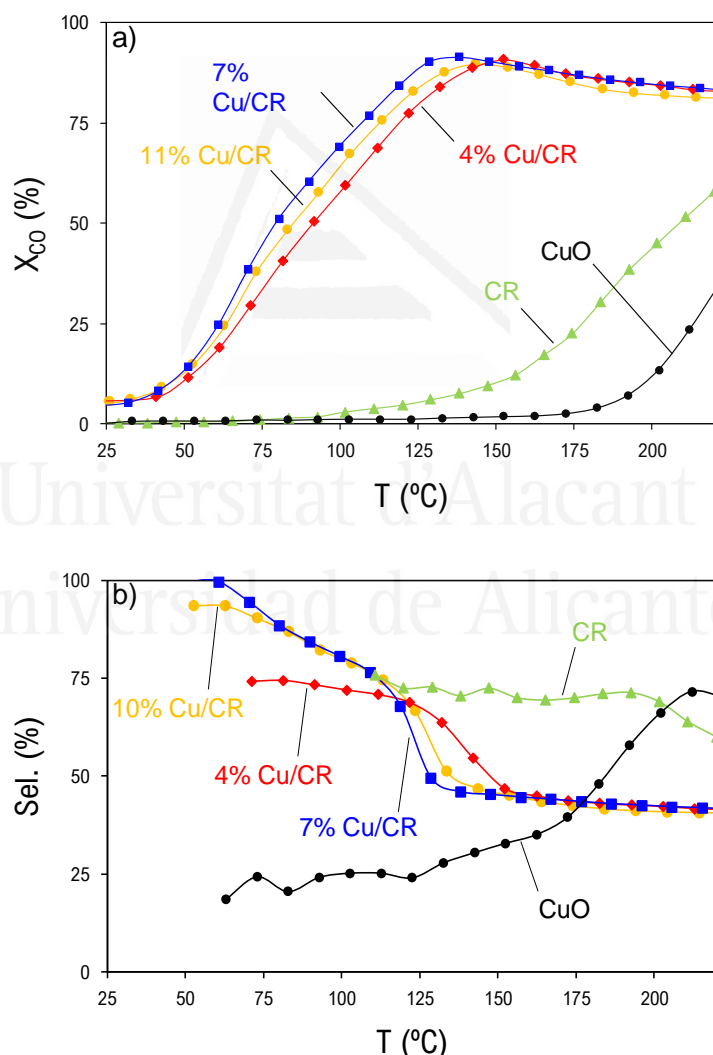 100
a)
7%
Cu/CR
75
11% Cu/CR
4% Cu/CR
X_CO (%)
50
CuO
CR
25
0
25 50 75 100 125 150 175 200
T (ºC)
Universitat d'Alacant
Universidad de Alicante
100
b)
CR
75
10% Cu/CR
4% Cu/CR
Sel. (%)
50
7% Cu/CR
25
CuO
0
25 50 75 100 125 150 175 200
T (ºC)